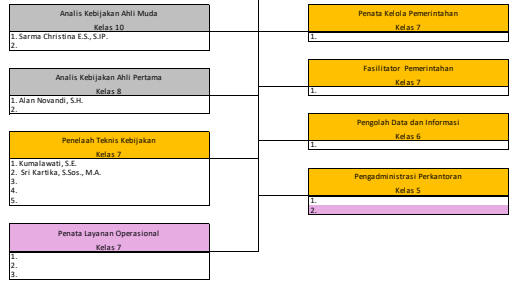 Analis Kebijakan Ahli Muda
Kelas 10
1. Sarma Christina E.S., S.IP.
2.
Analis Kebijakan Ahli Pertama
Kelas 8
1. Alan Novandi, S.H.
2.
Penelaah Teknis Kebijakan
Kelas 7
1. Kumalawati, S.E.
2. Sri Kartika, S.Sos., M.A.
3.
4.
5.
Penata Layanan Operasional
Kelas 7
1.
2.
3.
Penata Kelola Pemerintahan
Kelas 7
1.
Fasilitator Pemerintahan
Kelas 7
1.
Pengolah Data dan Informasi
Kelas 6
1.
Pengadministrasi Perkantoran
Kelas 5
1.
2.